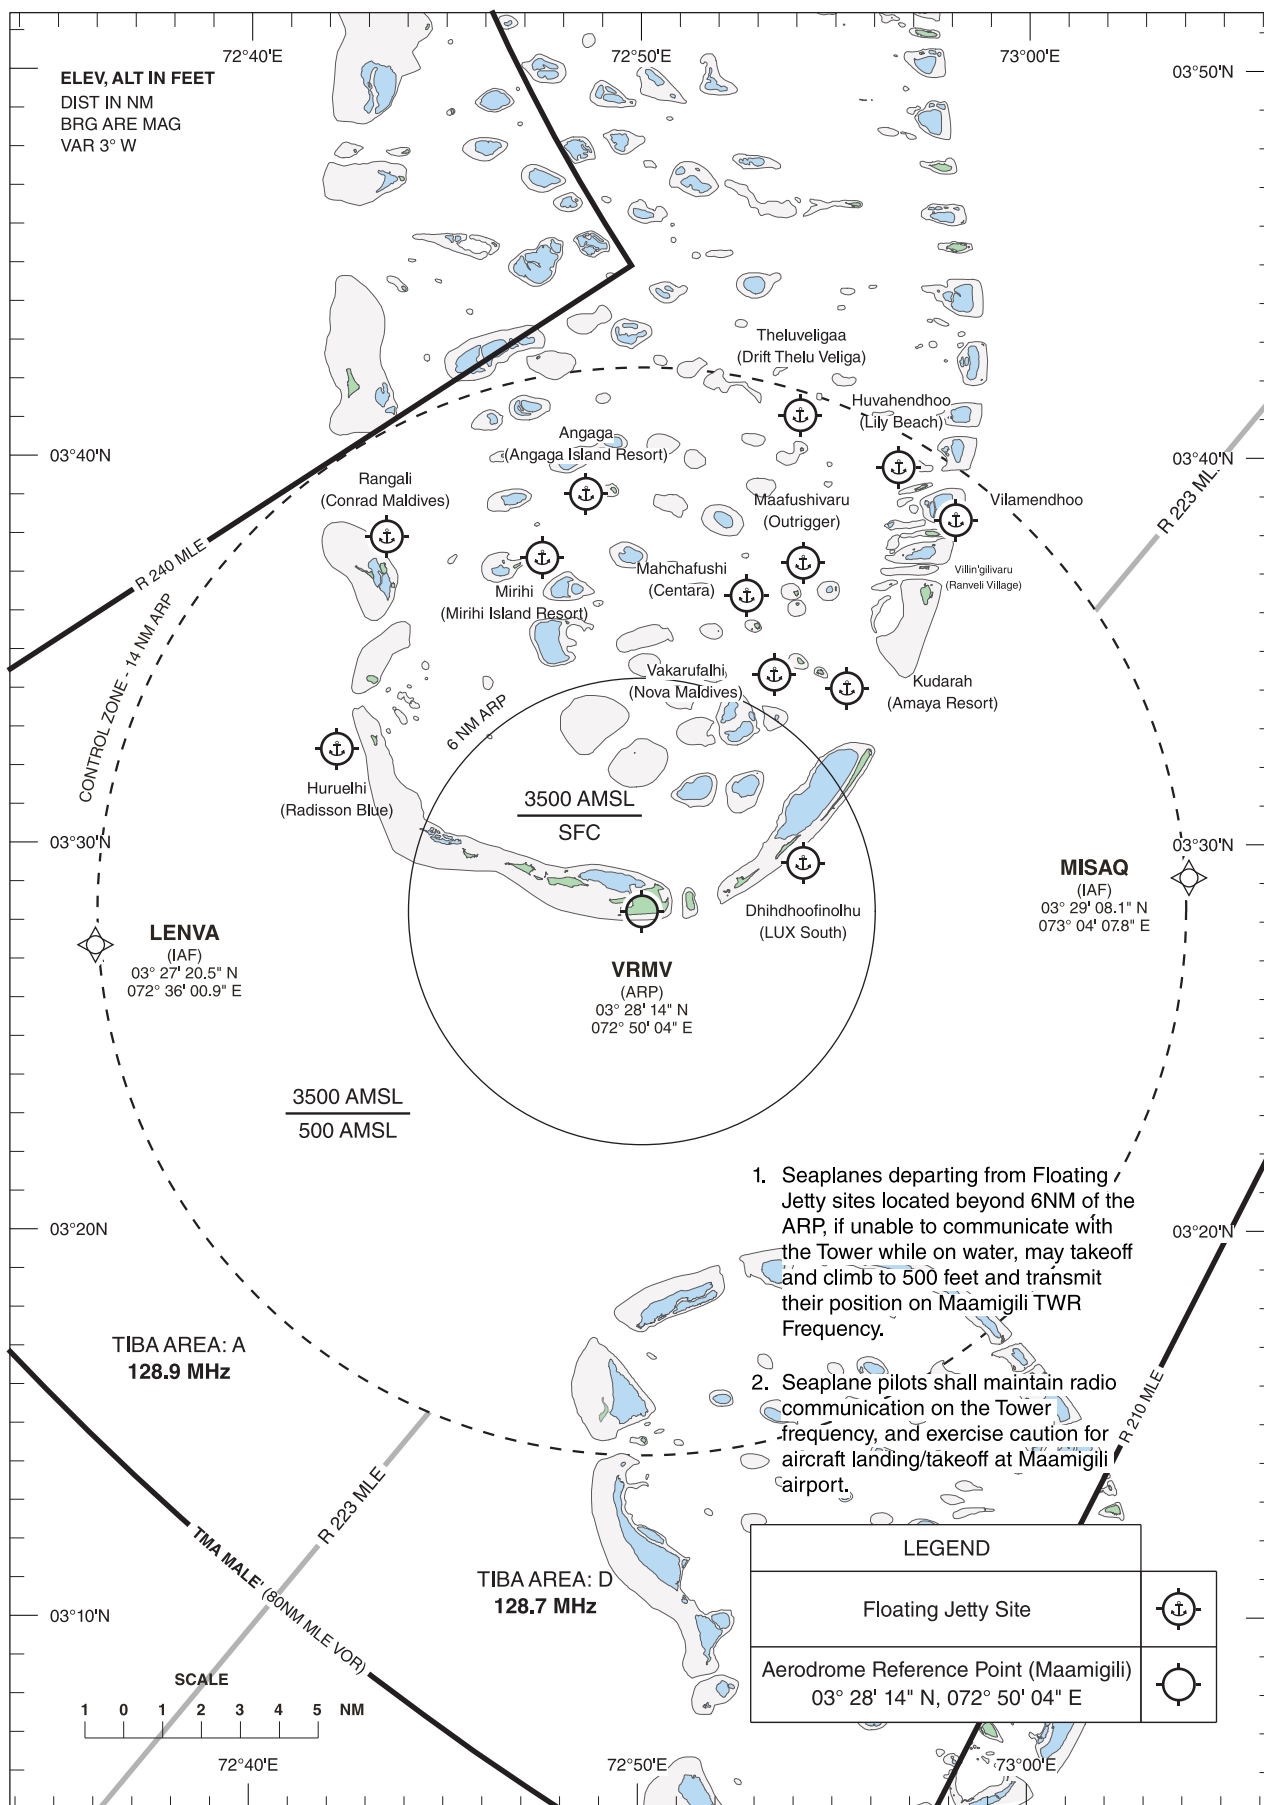 72°40'E
72°50'E
73°00'E
03°50'N
ELEV, ALT IN FEET
DIST IN NM
BRG ARE MAG
VAR 3° W
Theluveligaa
(Drift Thelu Veliga)
Huvahendhoo
(Lily Beach)
03°40'N
03°40'N
Angaga
(Angaga Island Resort)
Rangali
(Conrad Maldives)
Maafushivaru
(Outrigger)
Vilamendhoo
R 223 MLE
R 240 MLE
Mirihi
(Mirihi Island Resort)
Mahchafushi
(Centara)
Villin'gilivaru
(Ranveli Village)
CONTROL ZONE - 14 NM ARP
Vakarufalhi
(Nova Maldives)
Kudarah
(Amaya Resort)
6 NM ARP
Huruelhi
(Radisson Blue)
3500 AMSL
SFC
03°30'N
03°30'N
MISAQ
(IAF)
03° 29' 08.1" N
073° 04' 07.8" E
Dhihdhoofinolhu
(LUX South)
LENVA
(IAF)
03° 27' 20.5" N
072° 36' 00.9" E
VRMV
(ARP)
03° 28' 14" N
072° 50' 04" E
3500 AMSL
500 AMSL
1. Seaplanes departing from Floating
Jetty sites located beyond 6NM of the
ARP, if unable to communicate with
the Tower while on water, may takeoff
and climb to 500 feet and transmit
their position on Maamigili TWR
Frequency.
03°20'N
03°20'N
TIBA AREA: A
128.9 MHz
2. Seaplane pilots shall maintain radio
communication on the Tower
frequency, and exercise caution for
aircraft landing/takeoff at Maamigili
airport.
R 210 MLE
R 223 MLE
TMA MALE' (80NM MLE VOR)
TIBA AREA: D
128.7 MHz
LEGEND
Floating Jetty Site
Aerodrome Reference Point (Maamigili)
03° 28' 14" N, 072° 50' 04" E
03°10'N
SCALE
1 0 1 2 3 4 5 NM
72°40'E
72°50'E
73°00'E